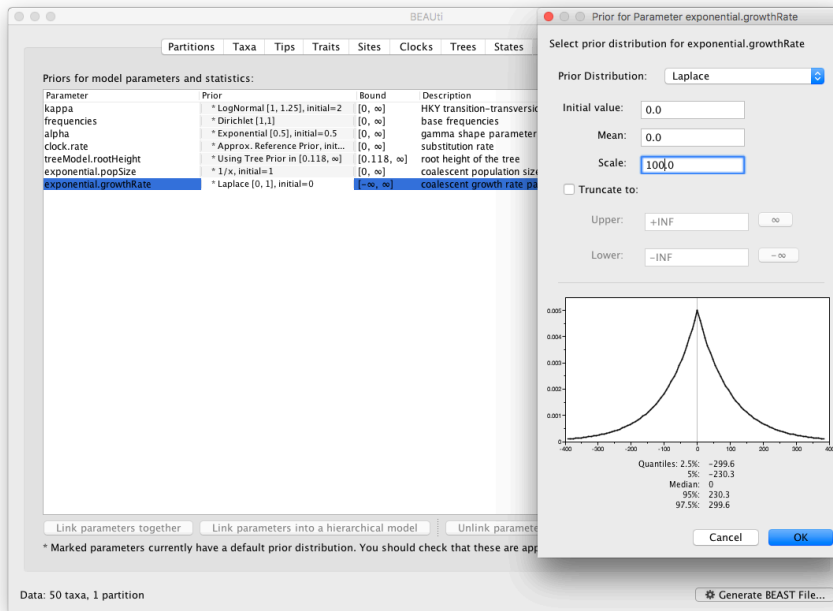 BEAUti
Partitions Taxa Tips Traits Sites Clocks Trees States
Priors for model parameters and statistics:
Parameter Prior Bound Description
kappa * LogNormal [1, 1.25], initial=2 [0, ∞] HKY transition-transversio
frequencies * Dirichlet [1,1] [0, ∞] base frequencies
alpha * Exponential [0.5], initial=0.5 [0, ∞] gamma shape parameter
clock.rate * Approx. Reference Prior, init... [0, ∞] substitution rate
treeModel.rootHeight * Using Tree Prior in [0.118, ∞] [0.118, ∞] root height of the tree
exponential.popSize * 1/x, initial=1 [0, ∞] coalescent population size
exponential.growthRate * Laplace [0, 1], initial=0 [-∞, ∞] coalescent growth rate pa
Link parameters together Link parameters into a hierarchical model Unlink paramete
* Marked parameters currently have a default prior distribution. You should check that these are app
Data: 50 taxa, 1 partition
Generate BEAST File...
Prior for Parameter exponential.growthRate
Select prior distribution for exponential.growthRate
Prior Distribution: Laplace
Initial value: 0.0
Mean: 0.0
Scale: 100.0
Truncate to:
Upper: +INF ∞
Lower: -INF -∞
0.005
0.004
0.003
0.002
0.001
0
-400 -300 -200 -100 0 100 200 300 400
Quantiles: 2.5%: -299.6
5%: -230.3
Median: 0
95%: 230.3
97.5%: 299.6
Cancel OK